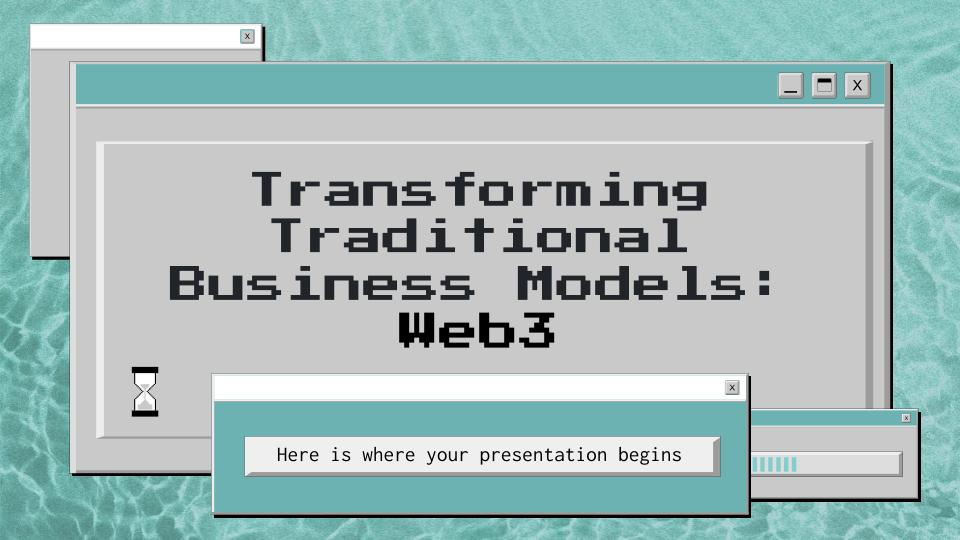 x
X
Transforming
Traditional
Business Models:
Web3
x
Here is where your presentation begins
x